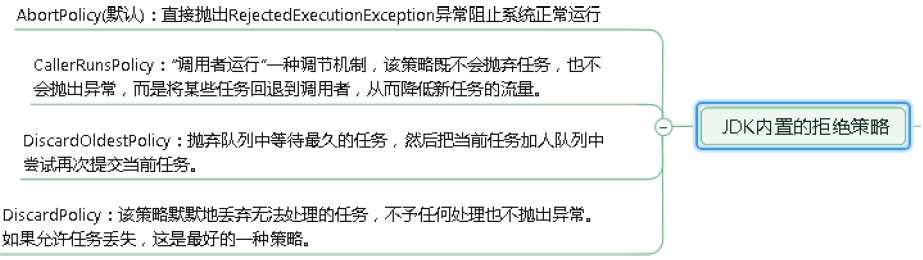 AbortPolicy(默认)：直接抛出RejectedExecutionException异常阻止系统正常运行
CallerRunsPolicy："调用者运行"一种调节机制，该策略既不会抛弃任务，也不
会抛出异常，而是将某些任务回退到调用者，从而降低新任务的流量。
DiscardOldestPolicy：抛弃队列中等待最久的任务，然后把当前任务加人队列中
尝试再次提交当前任务。
DiscardPolicy：该策略默默地丢弃无法处理的任务，不予任何处理也不抛出异常。
如果允许任务丢失，这是最好的一种策略。
JDK内置的拒绝策略